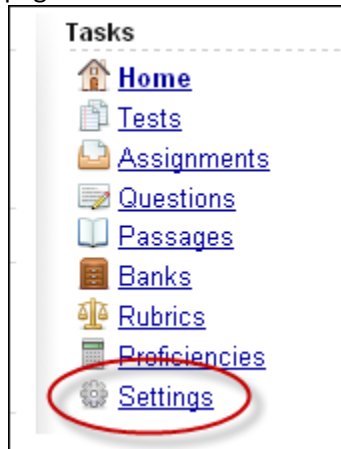 Tasks
Home
Tests
Assignments
Questions
Passages
Banks
Rubrics
Proficiencies
Settings